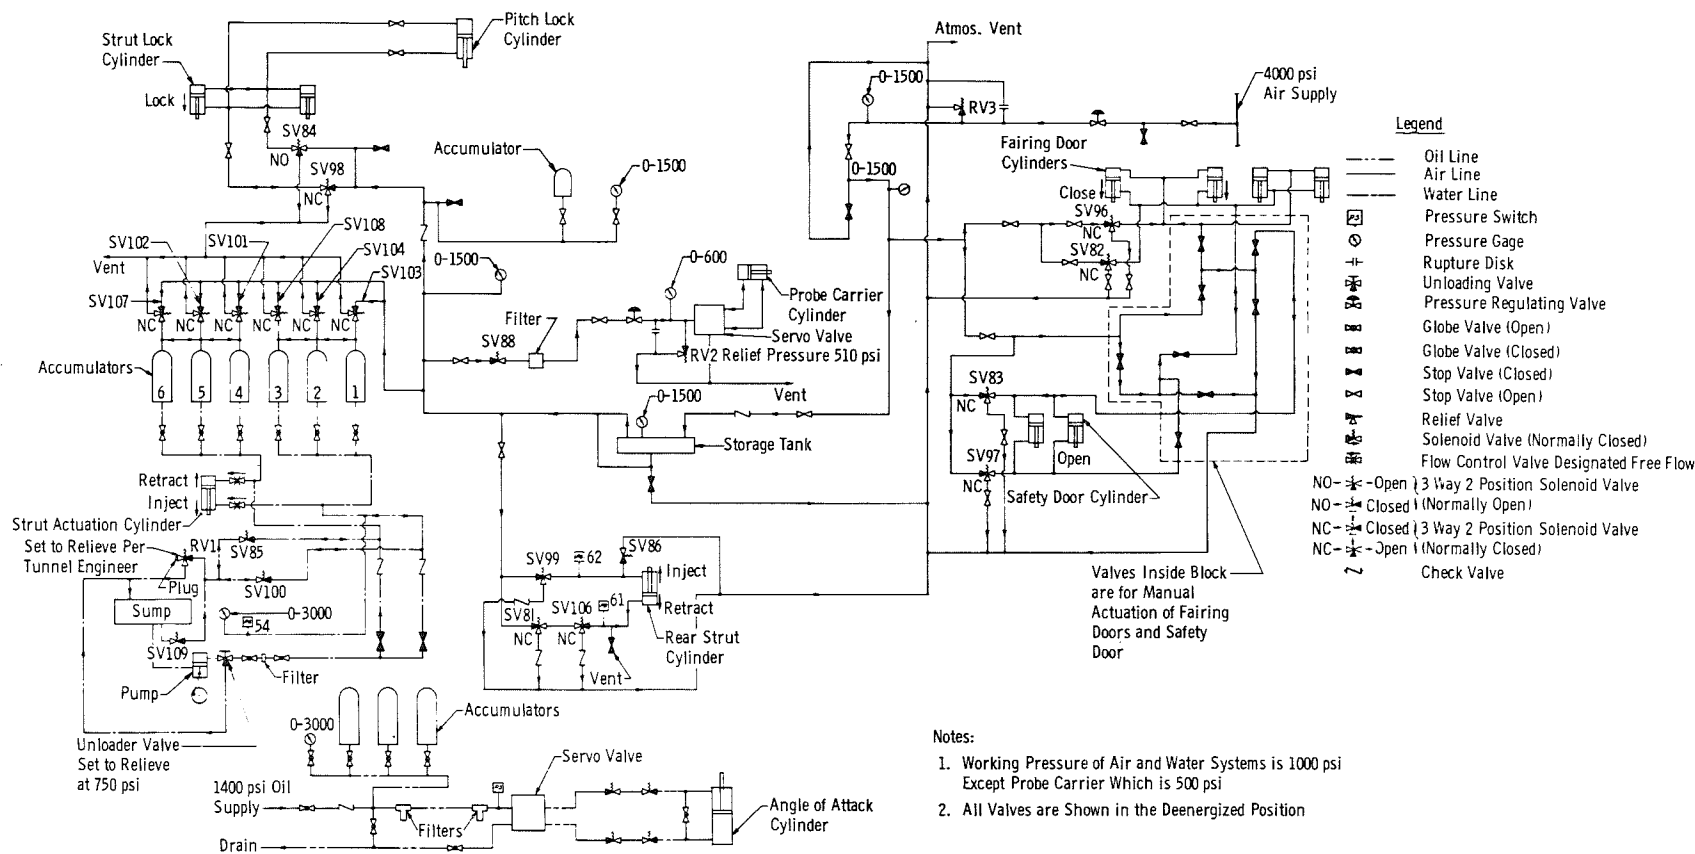 Pitch Lock
Cylinder
Strut Lock
Cylinder
Lock
SV84
NO
SV98
NC
Accumulator
0-1500
Atmos. Vent
0-1500
RV3
4000 psi
Air Supply
Fairing Door
Cylinders
0-1500
Close
SV96
NC
SV82
NC
Legend
Oil Line
Air Line
Water Line
PS Pressure Switch
Pressure Gage
Rupture Disk
Unloading Valve
Pressure Regulating Valve
Globe Valve (Open)
Globe Valve (Closed)
Stop Valve (Closed)
Stop Valve (Open)
Relief Valve
Solenoid Valve (Normally Closed)
Flow Control Valve Designated Free Flow
NO- -Open 3 Way 2 Position Solenoid Valve
NO- Closed (Normally Open)
NC- Closed 3 Way 2 Position Solenoid Valve
NC- -Open (Normally Closed)
Check Valve
SV102
SV101
SV108
SV104
SV103
Vent
SV107
NC NC NC NC NC NC
Accumulators
6 5 4 3 2 1
0-1500
0-600
Probe Carrier
Cylinder
Servo Valve
Filter
SV88
RV2 Relief Pressure 510 psi
Vent
0-1500
Storage Tank
SV83
NC
SV97
NC
Open
Safety Door Cylinder
Valves Inside Block
are for Manual
Actuation of Fairing
Doors and Safety
Door
Retract
Inject
Strut Actuation Cylinder
Set to Relieve Per
Tunnel Engineer
RV1
SV85
Plug
SV100
Sump
0-3000
54
SV109
Pump
Filter
Unloader Valve
Set to Relieve
at 750 psi
SV99
62
SV86
Inject
Retract
SV81
NC
SV106
NC
61
Rear Strut
Cylinder
Vent
Accumulators
0-3000
Servo Valve
1400 psi Oil
Supply
PS
Filters
Drain
Angle of Attack
Cylinder
Notes:
1. Working Pressure of Air and Water Systems is 1000 psi
Except Probe Carrier Which is 500 psi
2. All Valves are Shown in the Deenergized Position